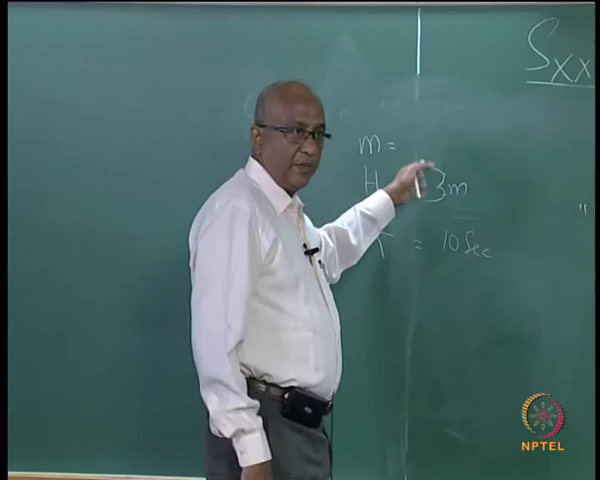 Sxx
m =
H 3m
T = 10 Sec
"
NPTEL